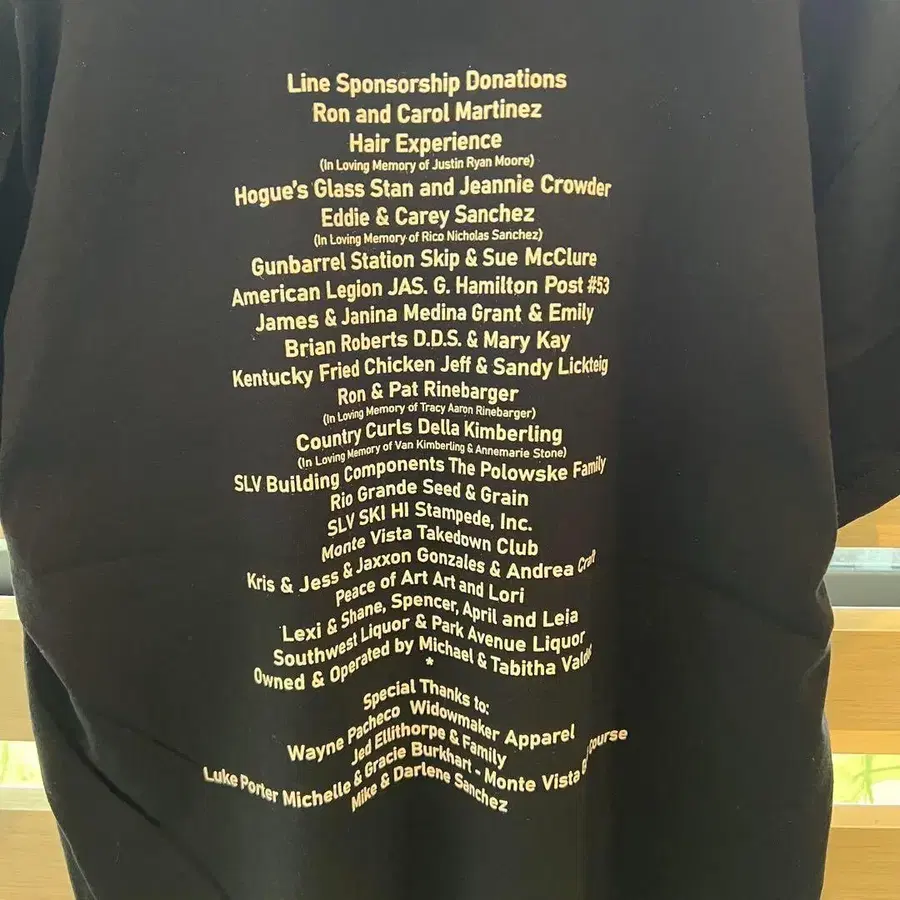 Line Sponsorship Donations
Ron and Carol Martinez
Hair Experience
(In Loving Memory of Justin Ryan Moore)
Hogue's Glass Stan and Jeannie Crowder
Eddie & Carey Sanchez
(In Loving Memory of Rico Nicholas Sanchez)
Gunbarrel Station Skip & Sue McClure
American Legion JAS. G. Hamilton Post #53
James & Janina Medina Grant & Emily
Brian Roberts D.D.S. & Mary Kay
Kentucky Fried Chicken Jeff & Sandy Lickteig
Ron & Pat Rinebarger
(In Loving Memory of Tracy Aaron Rinebarger)
Country Curls Della Kimberling
(In Loving Memory of Van Kimberling & Annemarie Stone)
SLV Building Components The Polowske Family
Rio Grande Seed & Grain
SLV SKI HI Stampede, Inc.
Monte Vista Takedown Club
Kris & Jess & Jaxxon Gonzales & Andrea
Peace of Art Art and Lori
Lexi & Shane, Spencer, April and Leia
Southwest Liquor & Park Avenue Liquor
Owned & Operated by Michael & Tabitha
*
Special Thanks to:
Wayne Pacheco Widowmaker Apparel
Jed Ellithorpe & Family
Luke Porter Michelle & Gracie Burkhart - Monte Vista
Mike & Darlene Sanchez